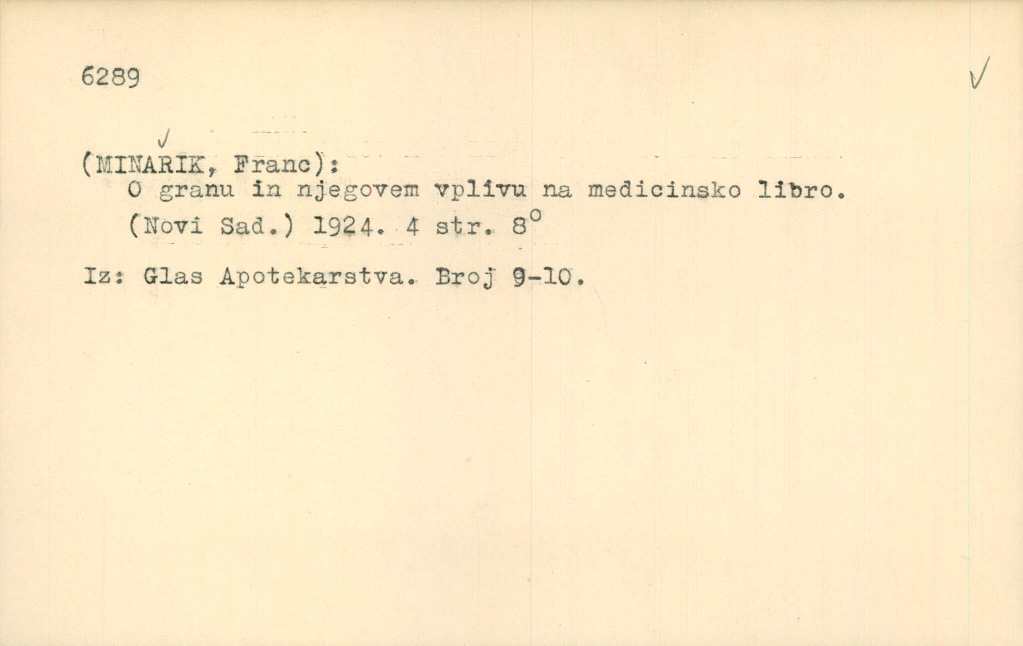 6289
(MINARIK, Franc):
O granu in njegovem vplivu na medicinsko libro.
(Novi Sad.) 1924. 4 str. 8°
Iz: Glas Apotekarstva. Broj 9-10.